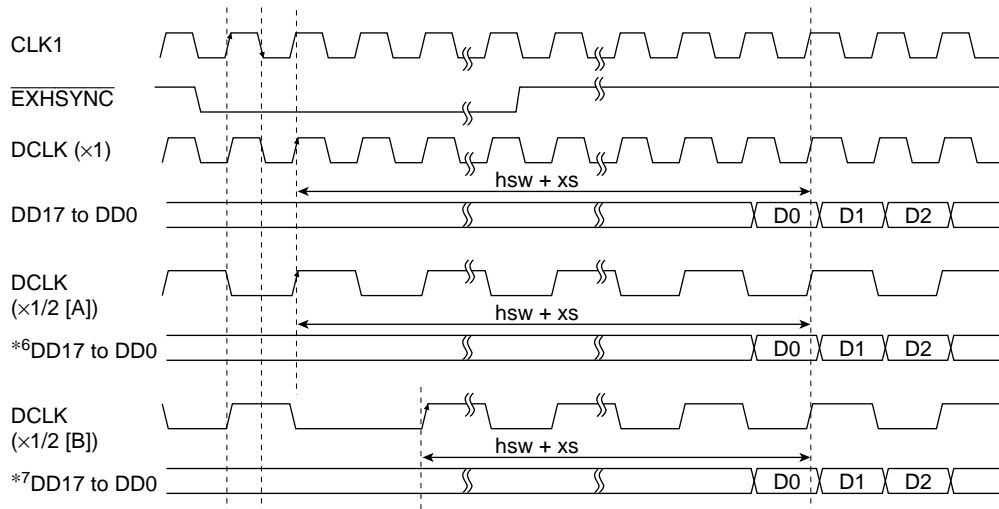 CLK1
EXHSYNC
DCLK (×1)
hsw + xs
DD17 to DD0
D0 D1 D2
DCLK
(×1/2 [A])
hsw + xs
*6DD17 to DD0
D0 D1 D2
DCLK
(×1/2 [B])
hsw + xs
*7DD17 to DD0
D0 D1 D2